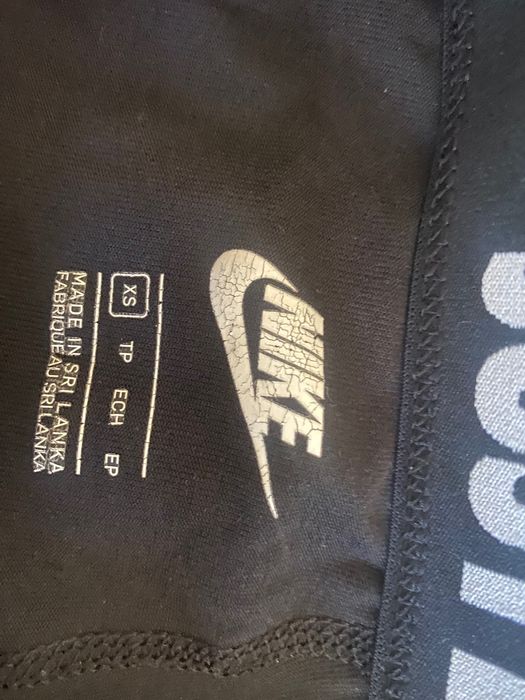 NIKE
XS TP ECH EP
MADE IN SRI LANKA
FABRIQUE AU SRI LANKA